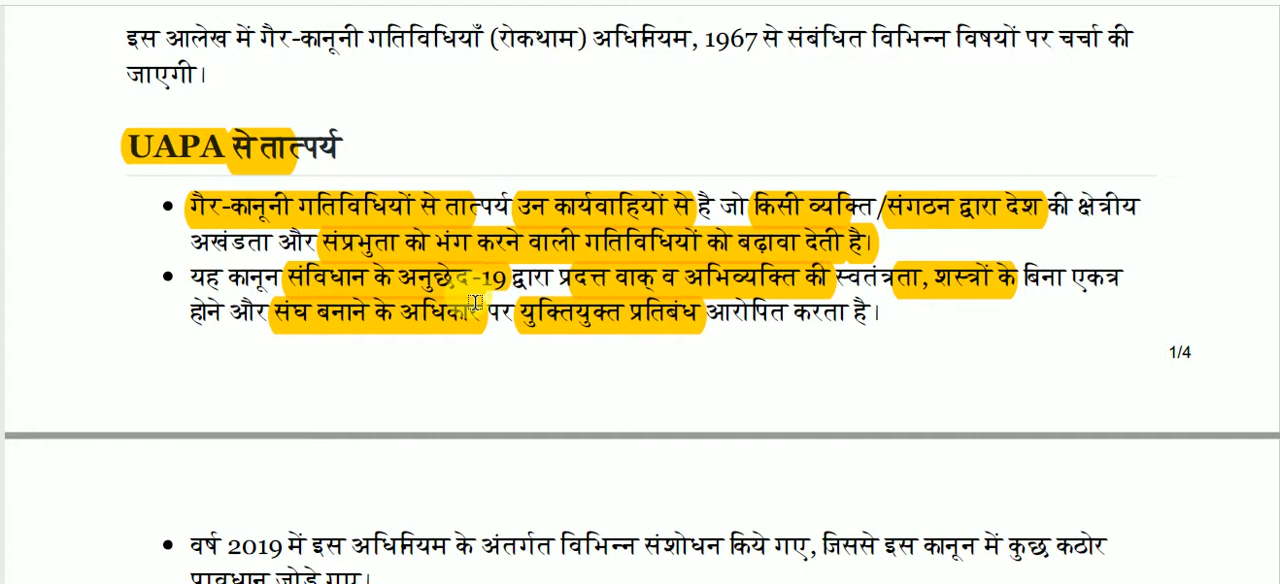 इस आलेख में गैर-कानूनी गतिविधियाँ (रोकथाम) अधिनियम, 1967 से संबंधित विभिन्न विषयों पर चर्चा की
जाएगी।
UAPA से तात्पर्य
• गैर-कानूनी गतिविधियों से तात्पर्य उन कार्यवाहियों से है जो किसी व्यक्ति/संगठन द्वारा देश की क्षेत्रीय
अखंडता और संप्रभुता को भंग करने वाली गतिविधियों को बढ़ावा देती है।
• यह कानून संविधान के अनुछेद-19 द्वारा प्रदत्त वाक् व अभिव्यक्ति की स्वतंत्रता, शस्त्रों के बिना एकत्र
होने और संघ बनाने के अधिकार पर युक्तियुक्त प्रतिबंध आरोपित करता है।
1/4
• वर्ष 2019 में इस अधिनियम के अंतर्गत विभिन्न संशोधन किये गए, जिससे इस कानून में कुछ कठोर
प्रावधान जोड़े गए।